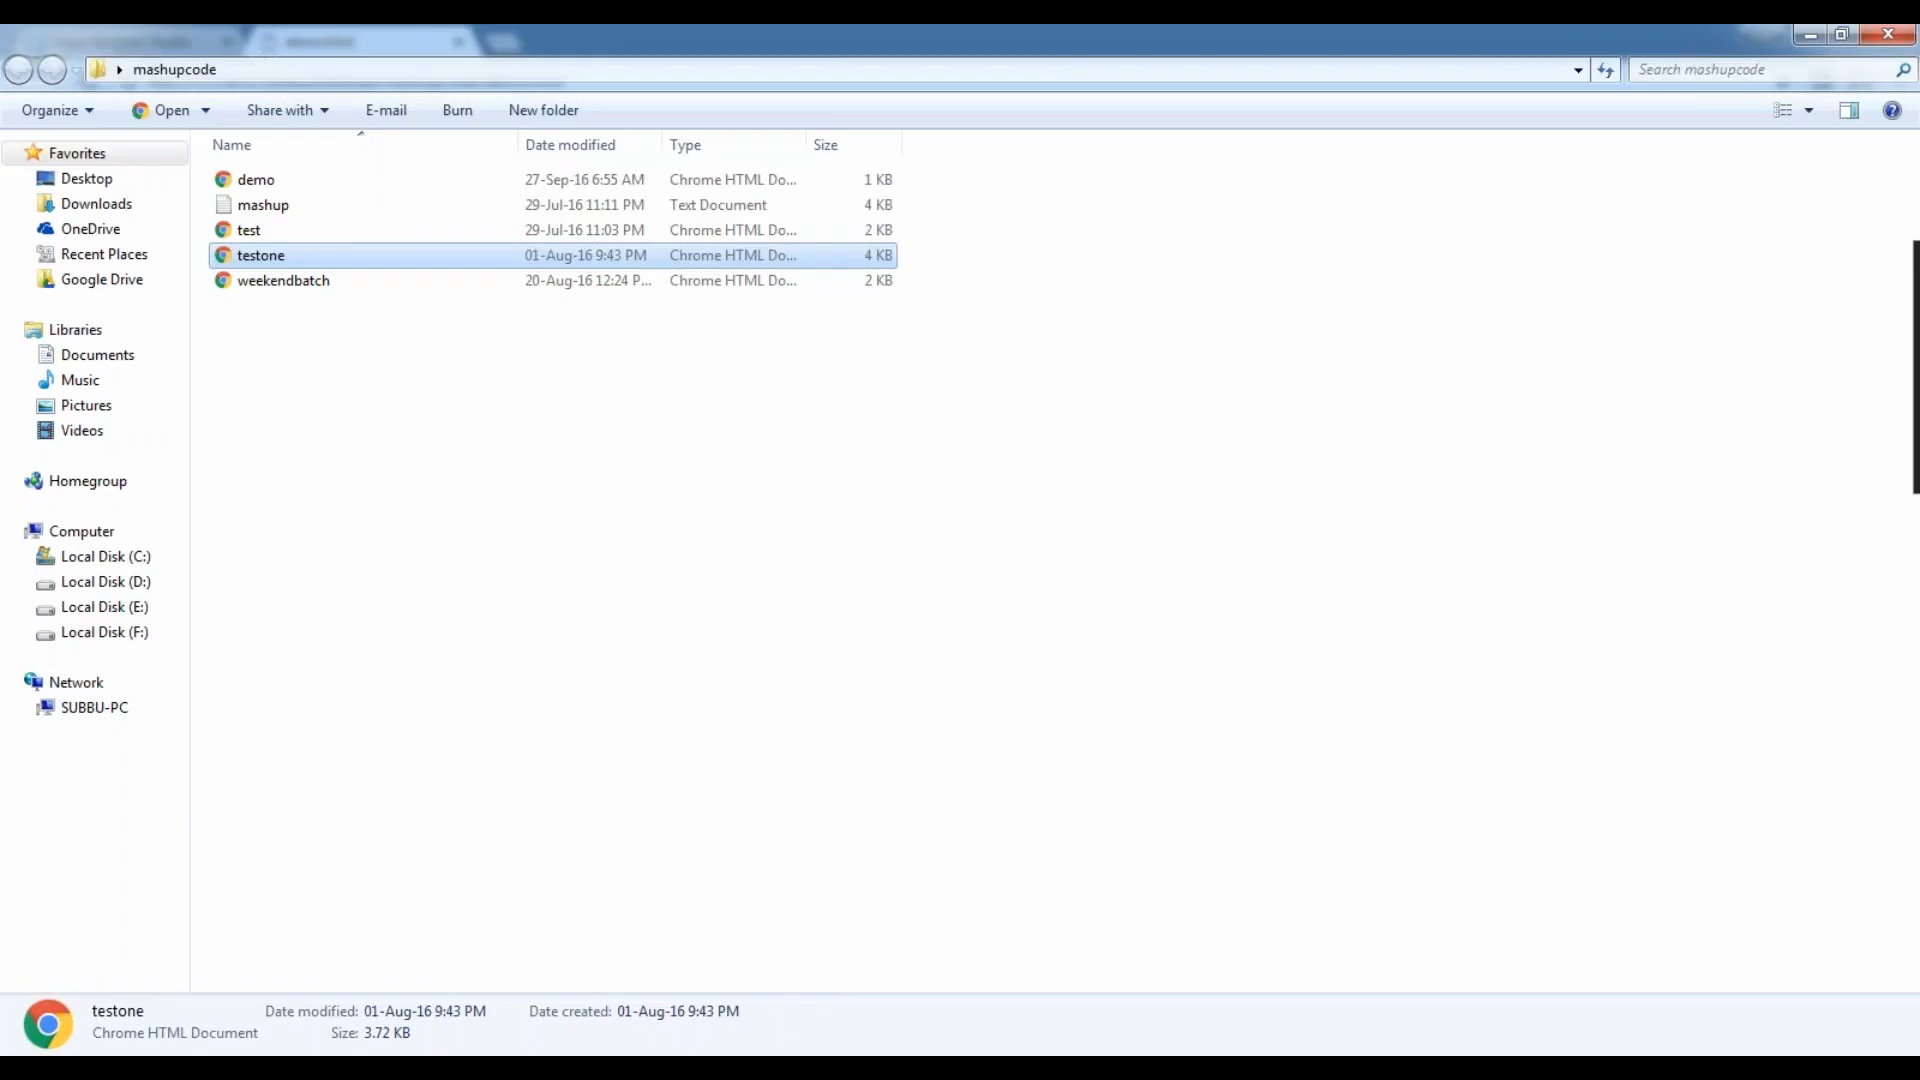 mashupcode
Search mashupcode
Organize Open Share with E-mail Burn New folder
Name Date modified Type Size
Favorites
Desktop
Downloads
OneDrive
Recent Places
Google Drive
Libraries
Documents
Music
Pictures
Videos
Homegroup
Computer
Local Disk (C:)
Local Disk (D:)
Local Disk (E:)
Local Disk (F:)
Network
SUBBU-PC
demo 27-Sep-16 6:55 AM Chrome HTML Do... 1 KB
mashup 29-Jul-16 11:11 PM Text Document 4 KB
test 29-Jul-16 11:03 PM Chrome HTML Do... 2 KB
testone 01-Aug-16 9:43 PM Chrome HTML Do... 4 KB
weekendbatch 20-Aug-16 12:24 P... Chrome HTML Do... 2 KB
testone Date modified: 01-Aug-16 9:43 PM Date created: 01-Aug-16 9:43 PM
Chrome HTML Document Size: 3.72 KB